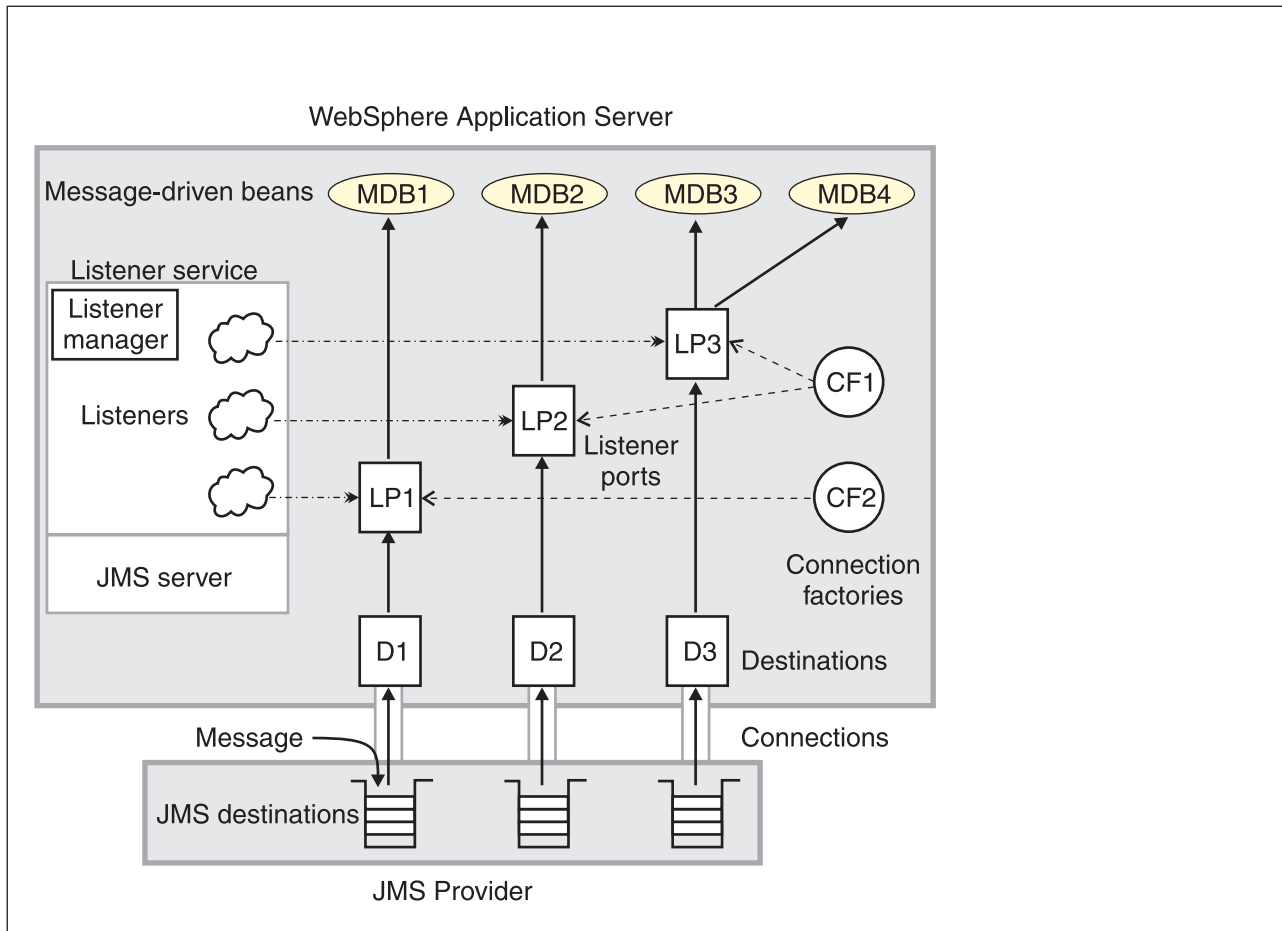 WebSphere Application Server
Message-driven beans
MDB1
MDB2
MDB3
MDB4
Listener service
Listener
manager
LP3
CF1
Listeners
LP2
Listener
ports
LP1
CF2
JMS server
Connection
factories
D1
D2
D3
Destinations
Message
Connections
JMS destinations
JMS Provider